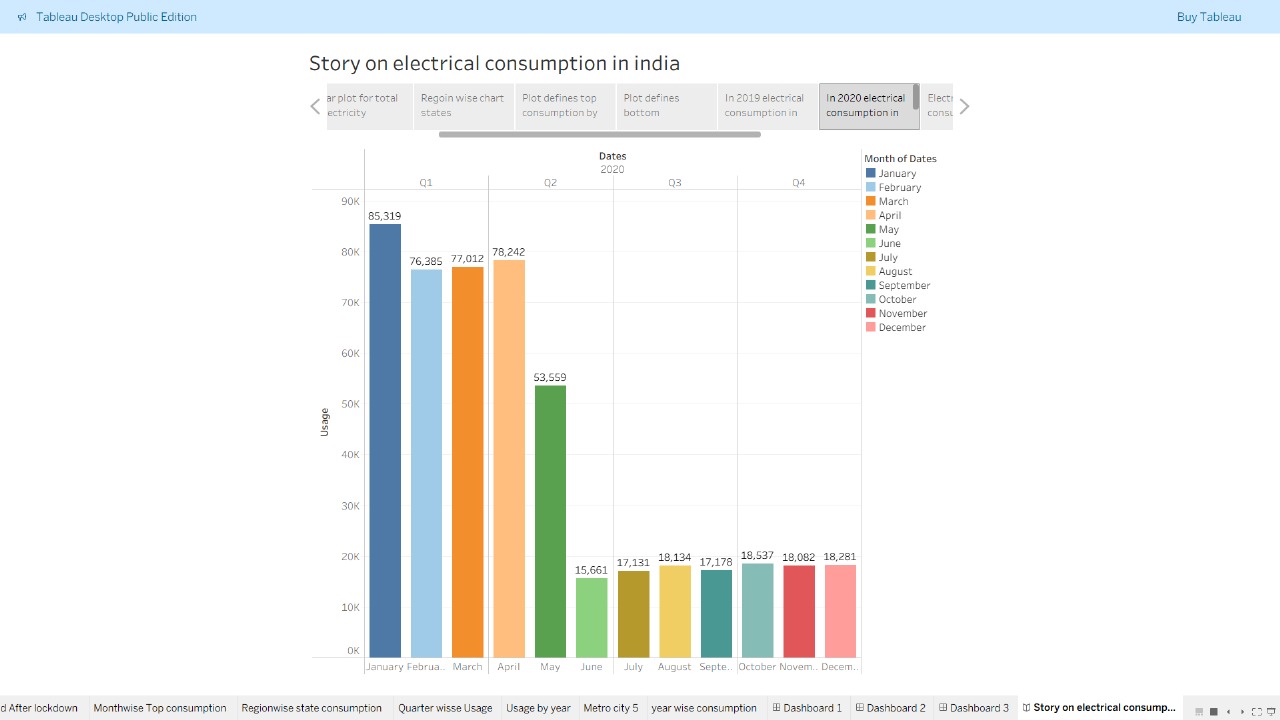 Tableau Desktop Public Edition
Buy Tableau
Story on electrical consumption in india
ar plot for total
ectricity
Regoin wise chart
states
Plot defines top
consumption by
Plot defines
bottom
In 2019 electrical
consumption in
In 2020 electrical
consumption in
Electr
consu
Dates
2020
Q1 Q2 Q3 Q4
90K
80K
70K
60K
50K
40K
30K
20K
10K
0K
Usage
85,319
76,385
77,012
78,242
53,559
15,661
17,131
18,134
17,178
18,537
18,082
18,281
January Februa.. March April May June July August Septe.. October Novem.. Decem..
Month of Dates
January
February
March
April
May
June
July
August
September
October
November
December
d After lockdown Monthwise Top consumption Regionwise state consumption Quarter wisse Usage Usage by year Metro city 5 year wise consumption Dashboard 1 Dashboard 2 Dashboard 3 Story on electrical consump...